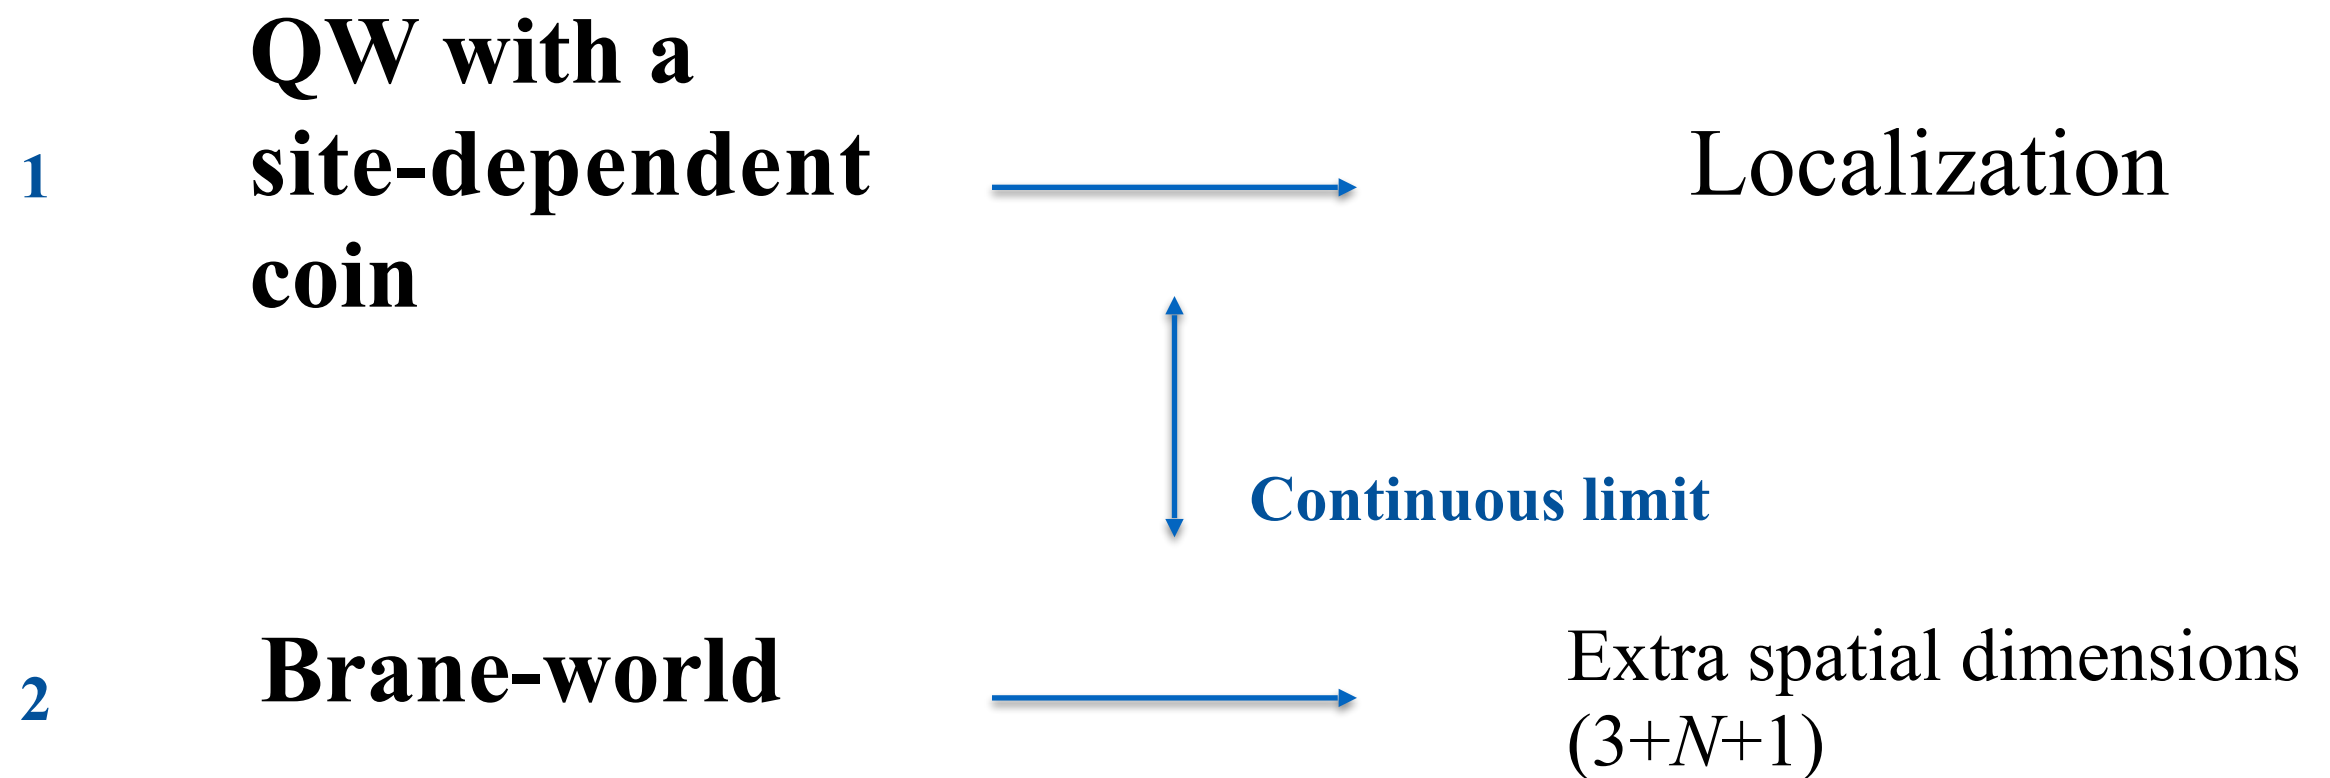 1
QW with a
site-dependent
coin
Localization
Continuous limit
2
Brane-world
Extra spatial dimensions
(3+N+1)